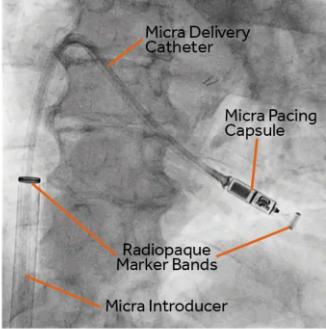 Micra Delivery
Catheter
Micra Pacing
Capsule
Radiopaque
Marker Bands
Micra Introducer